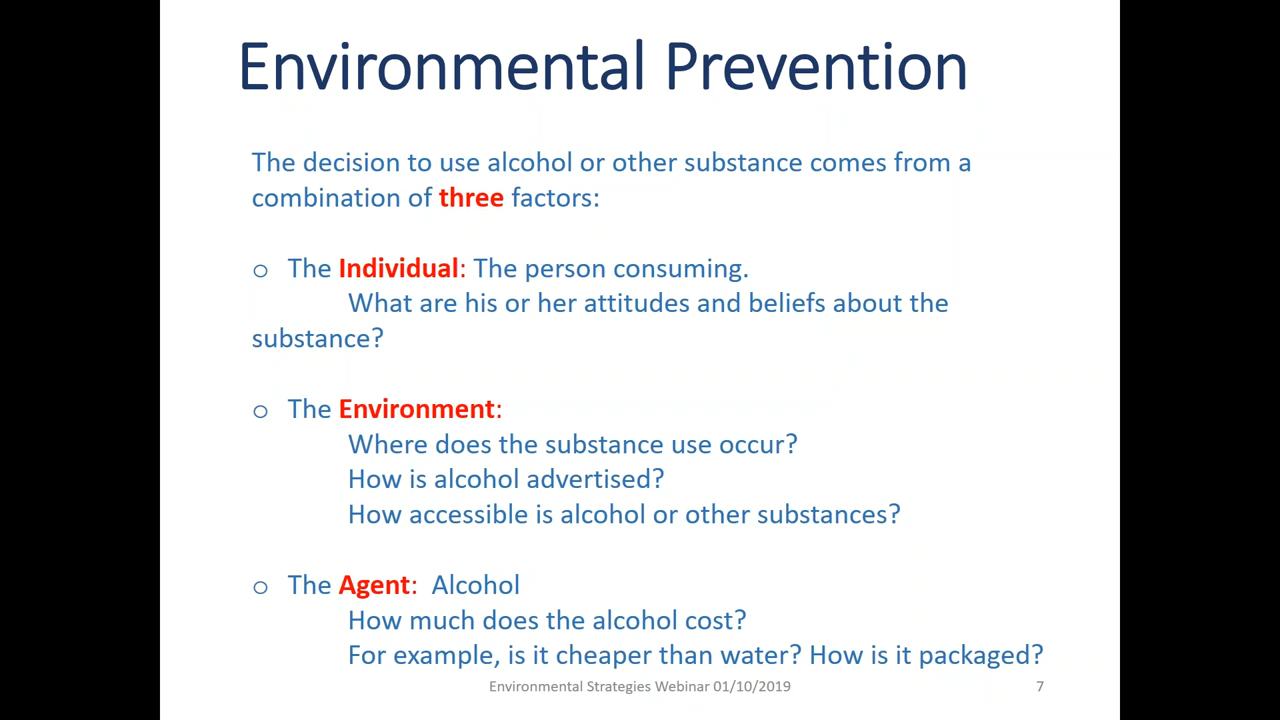 Environmental Prevention
The decision to use alcohol or other substance comes from a
combination of three factors:
o The Individual: The person consuming.
What are his or her attitudes and beliefs about the
substance?
o The Environment:
Where does the substance use occur?
How is alcohol advertised?
How accessible is alcohol or other substances?
o The Agent: Alcohol
How much does the alcohol cost?
For example, is it cheaper than water? How is it packaged?
Environmental Strategies Webinar 01/10/2019 7